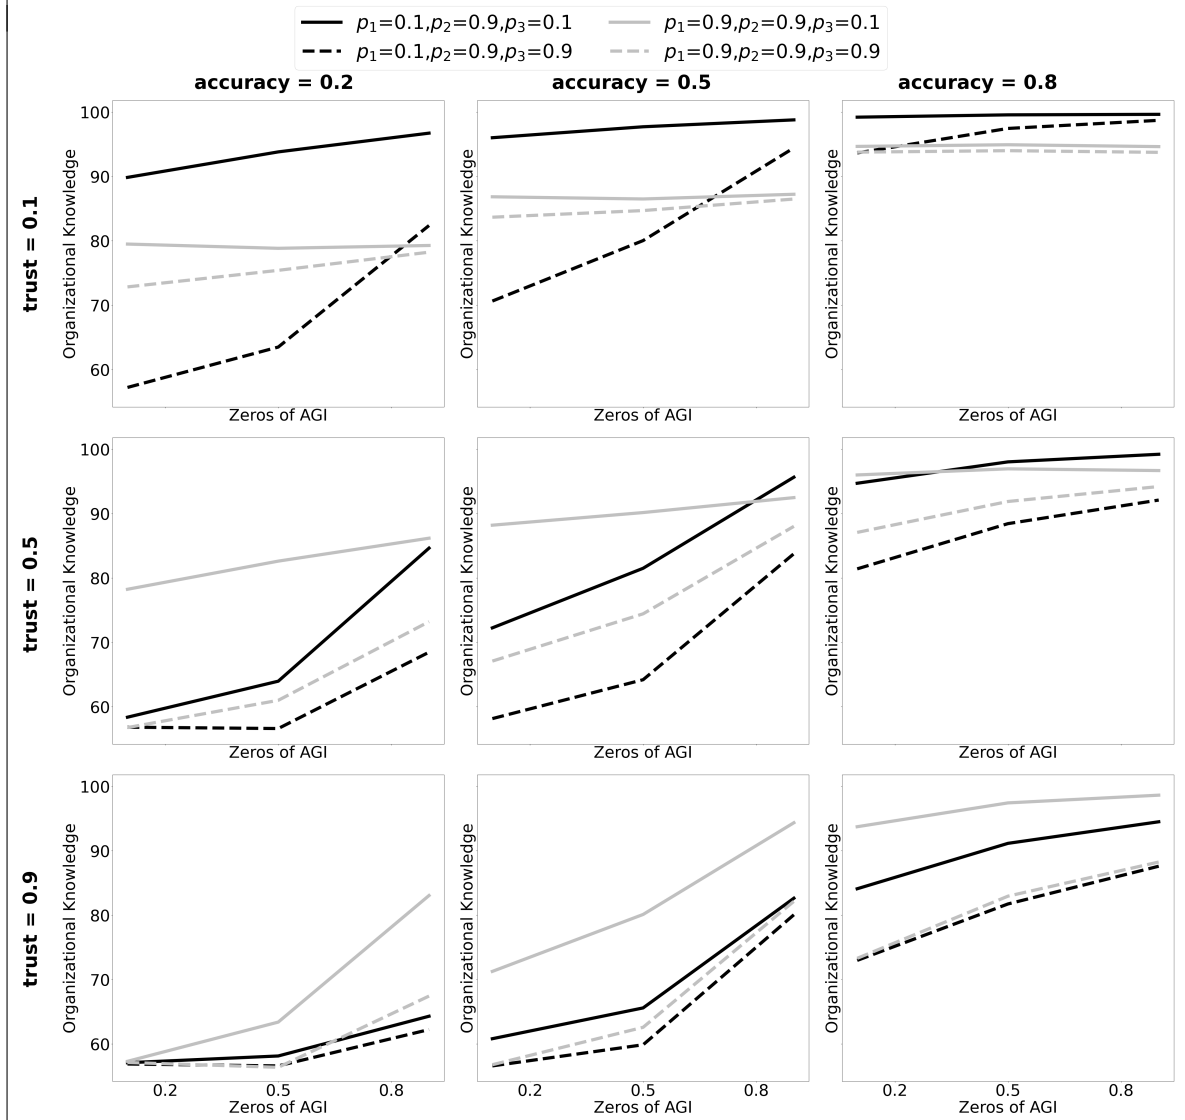 p1=0.1,p2=0.9,p3=0.1 p1=0.9,p2=0.9,p3=0.1
p1=0.1,p2=0.9,p3=0.9 p1=0.9,p2=0.9,p3=0.9
accuracy = 0.2 accuracy = 0.5 accuracy = 0.8
trust = 0.1
Organizational Knowledge
100
90
80
70
60
Zeros of AGI
Organizational Knowledge
Zeros of AGI
Organizational Knowledge
Zeros of AGI
trust = 0.5
Organizational Knowledge
100
90
80
70
60
Zeros of AGI
Organizational Knowledge
Zeros of AGI
Organizational Knowledge
Zeros of AGI
trust = 0.9
Organizational Knowledge
100
90
80
70
60
0.2 0.5 0.8
Zeros of AGI
Organizational Knowledge
0.2 0.5 0.8
Zeros of AGI
Organizational Knowledge
0.2 0.5 0.8
Zeros of AGI